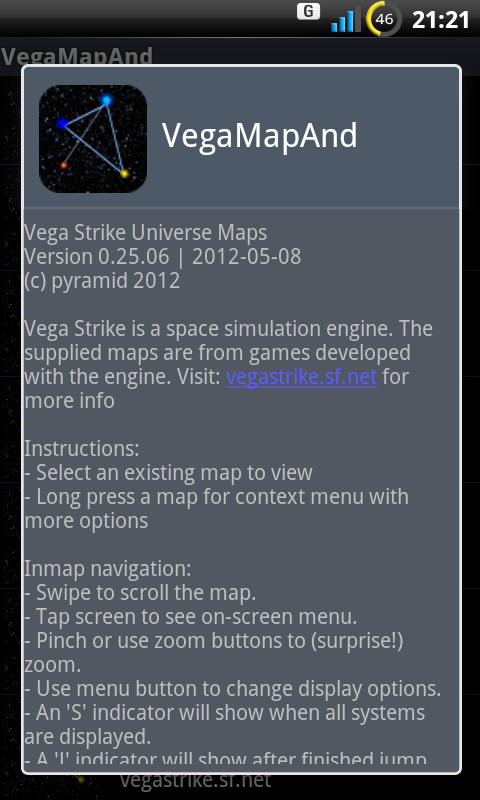 G
46
21:21
VegaMapAnd
VegaMapAnd
Vega Strike Universe Maps
Version 0.25.06 | 2012-05-08
(c) pyramid 2012
Vega Strike is a space simulation engine. The
supplied maps are from games developed
with the engine. Visit: vegastrike.sf.net for
more info
Instructions:
- Select an existing map to view
- Long press a map for context menu with
more options
Inmap navigation:
- Swipe to scroll the map.
- Tap screen to see on-screen menu.
- Pinch or use zoom buttons to (surprise!)
zoom.
- Use menu button to change display options.
- An 'S' indicator will show when all systems
are displayed.
- A 'J' indicator will show after finished jump
vegastrike.sf.net